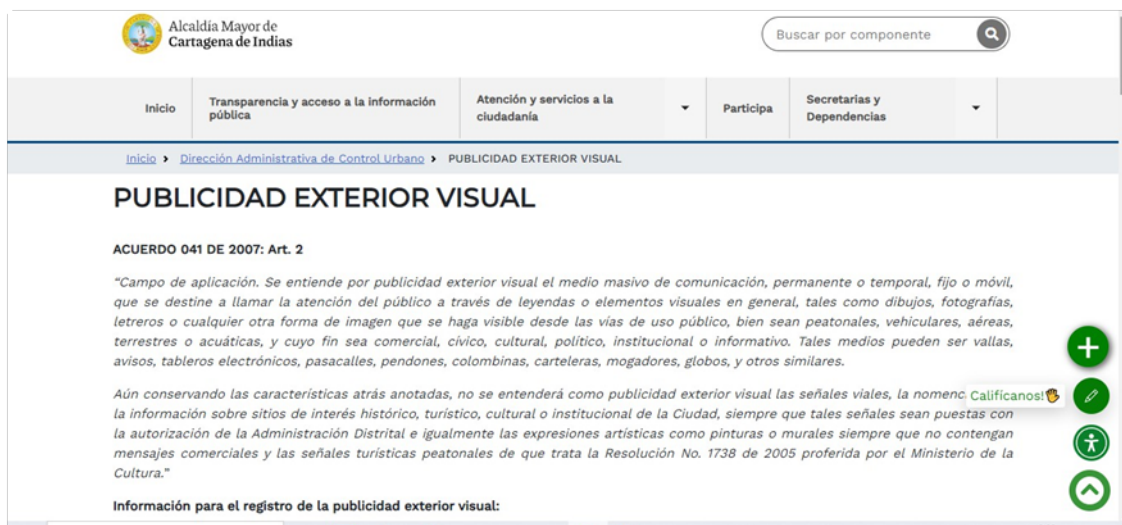 Alcaldía Mayor de
Cartagena de Indias
Buscar por componente
Inicio
Transparencia y acceso a la información
pública
Atención y servicios a la
ciudadanía
Participa
Secretarias y
Dependencias
Inicio > Dirección Administrativa de Control Urbano > PUBLICIDAD EXTERIOR VISUAL
PUBLICIDAD EXTERIOR VISUAL
ACUERDO 041 DE 2007: Art. 2
“Campo de aplicación. Se entiende por publicidad exterior visual el medio masivo de comunicación, permanente o temporal, fijo o móvil,
que se destine a llamar la atención del público a través de leyendas o elementos visuales en general, tales como dibujos, fotografías,
letreros o cualquier otra forma de imagen que se haga visible desde las vías de uso público, bien sean peatonales, vehiculares, aéreas,
terrestres o acuáticas, y cuyo fin sea comercial, cívico, cultural, político, institucional o informativo. Tales medios pueden ser vallas,
avisos, tableros electrónicos, pasacalles, pendones, colombinas, carteleras, mogadores, globos, y otros similares.
Aún conservando las características atrás anotadas, no se entenderá como publicidad exterior visual las señales viales, la nomenc
Califícanos!
la información sobre sitios de interés histórico, turístico, cultural o institucional de la Ciudad, siempre que tales señales sean puestas con
la autorización de la Administración Distrital e igualmente las expresiones artísticas como pinturas o murales siempre que no contengan
mensajes comerciales y las señales turísticas peatonales de que trata la Resolución No. 1738 de 2005 proferida por el Ministerio de la
Cultura.”
Información para el registro de la publicidad exterior visual: